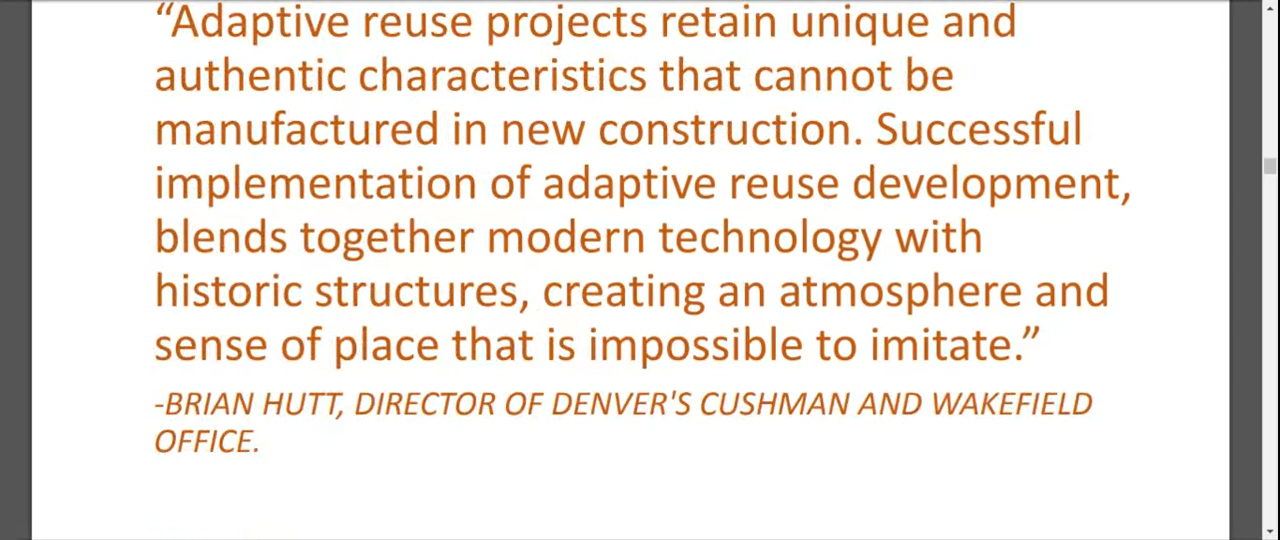 “Adaptive reuse projects retain unique and
authentic characteristics that cannot be
manufactured in new construction. Successful
implementation of adaptive reuse development,
blends together modern technology with
historic structures, creating an atmosphere and
sense of place that is impossible to imitate.”
-BRIAN HUTT, DIRECTOR OF DENVER'S CUSHMAN AND WAKEFIELD
OFFICE.